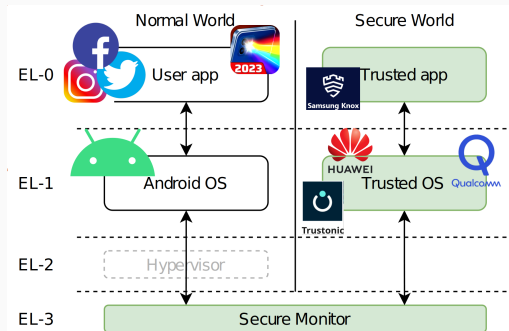 Normal World
Secure World
EL-0
User app
2023
Trusted app
Samsung Knox
EL-1
Android OS
HUAWEI
Trusted OS
Qualcomm
Trustonic
EL-2
Hypervisor
EL-3
Secure Monitor